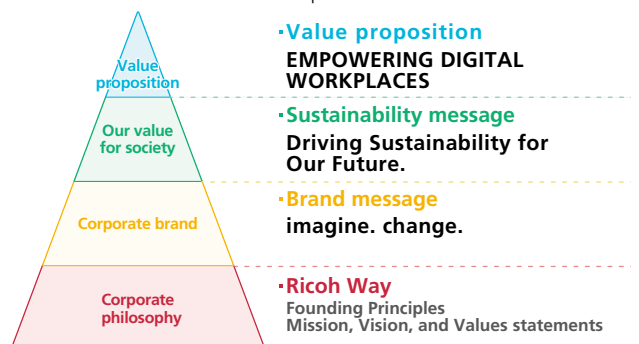 Value
proposition
·Value proposition
EMPOWERING DIGITAL
WORKPLACES
Our value
for society
·Sustainability message
Driving Sustainability for
Our Future.
Corporate brand
·Brand message
imagine. change.
Corporate
philosophy
·Ricoh Way
Founding Principles
Mission, Vision, and Values statements